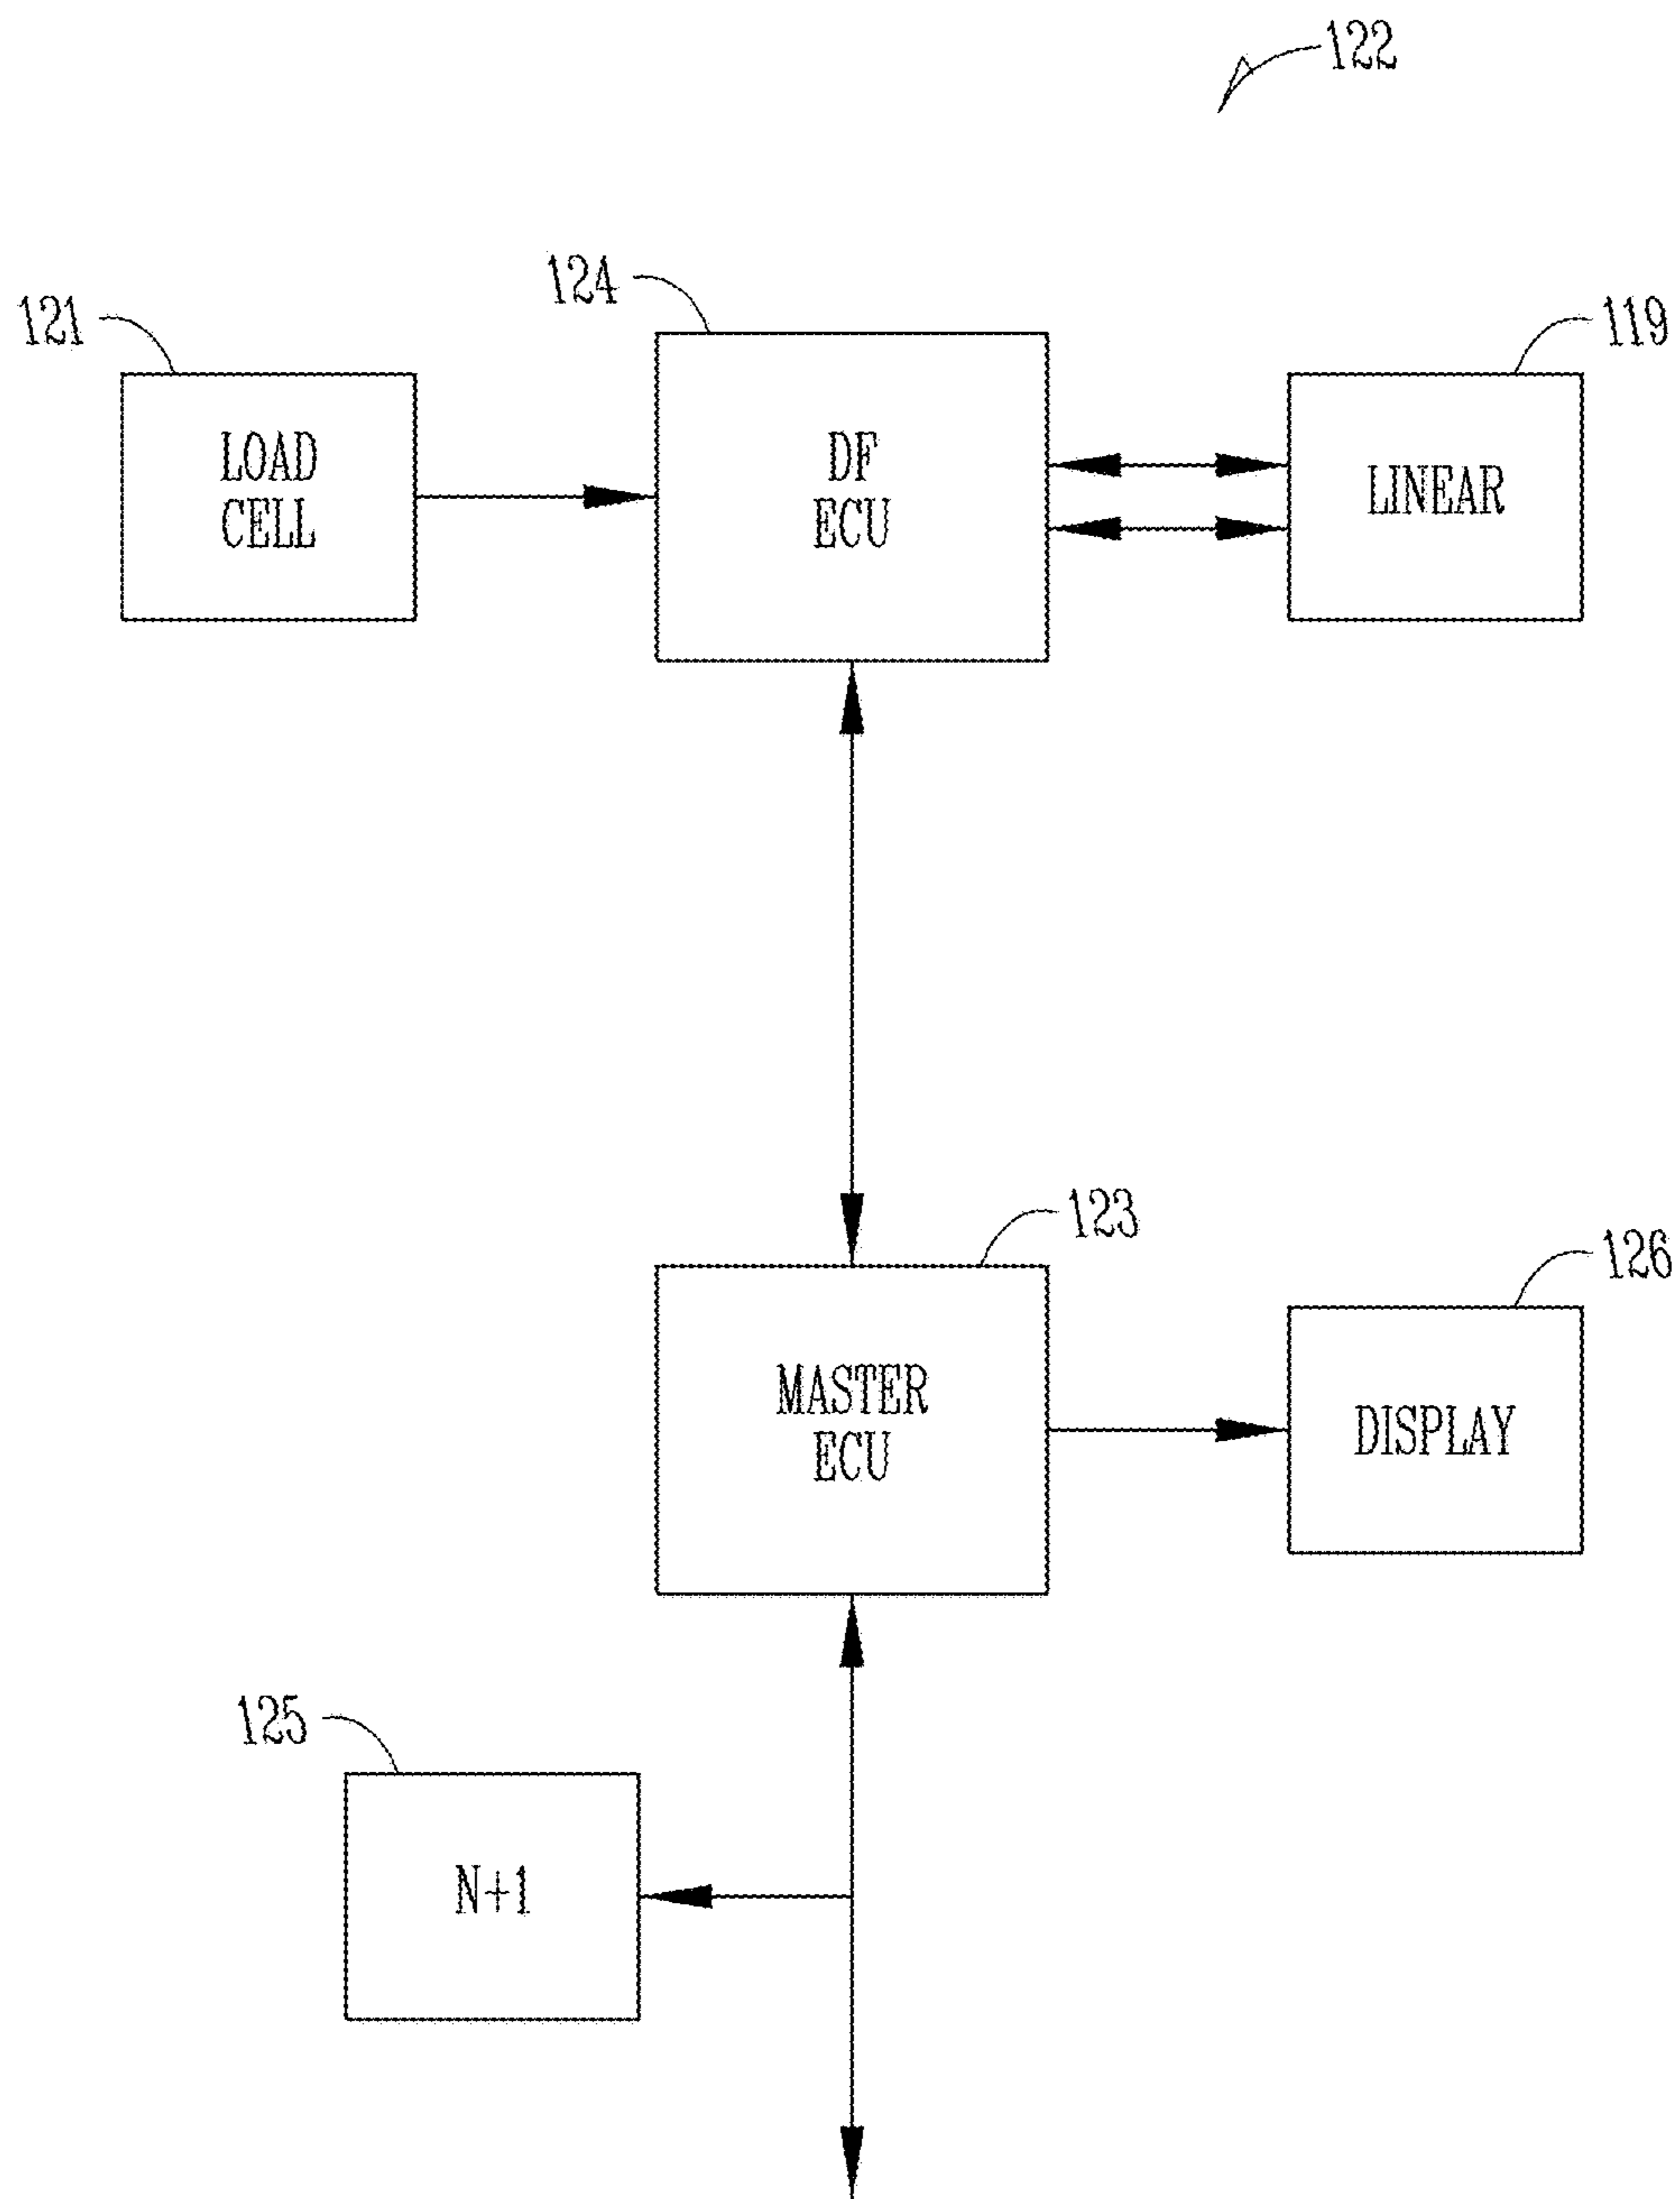 122
124
121
119
LOAD
CELL
DF
ECU
LINEAR
123
126
MASTER
ECU
DISPLAY
125
N+1